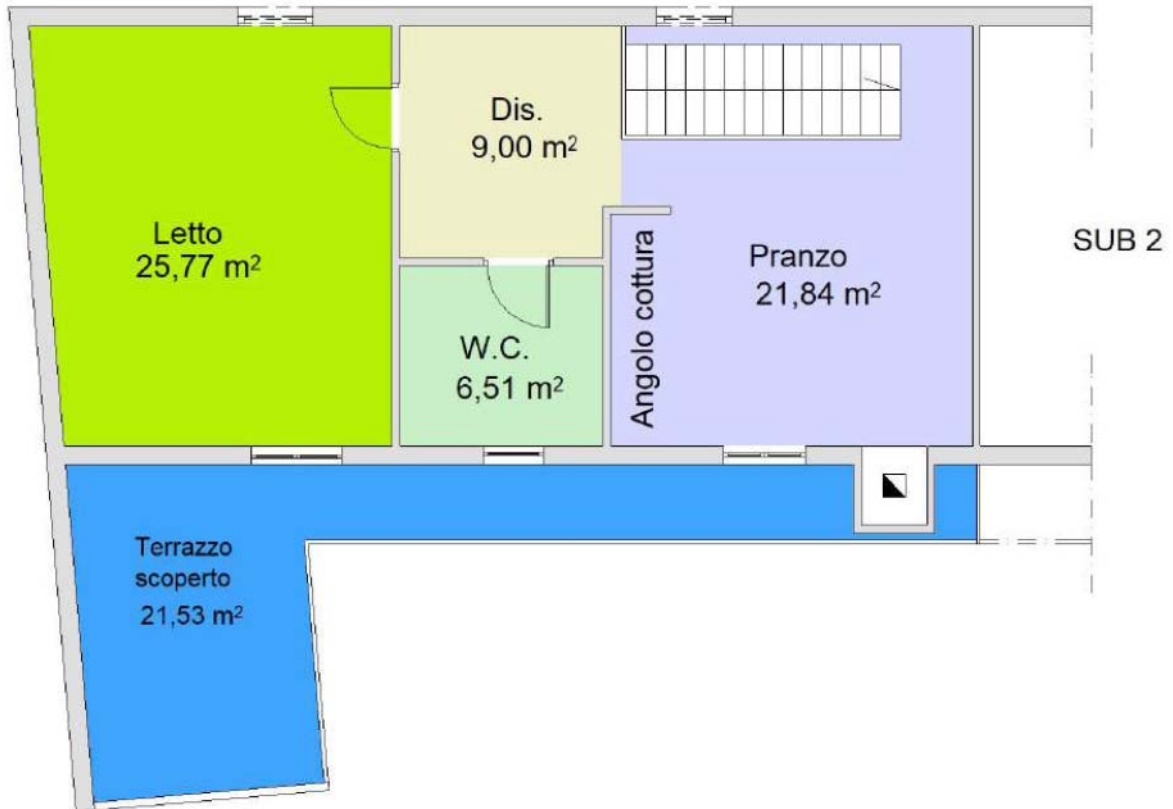 Dis.
9,00 m²
Letto
25,77 m²
Angolo cottura
Pranzo
21,84 m²
SUB 2
W.C.
6,51 m²
Terrazzo
scoperto
21,53 m²